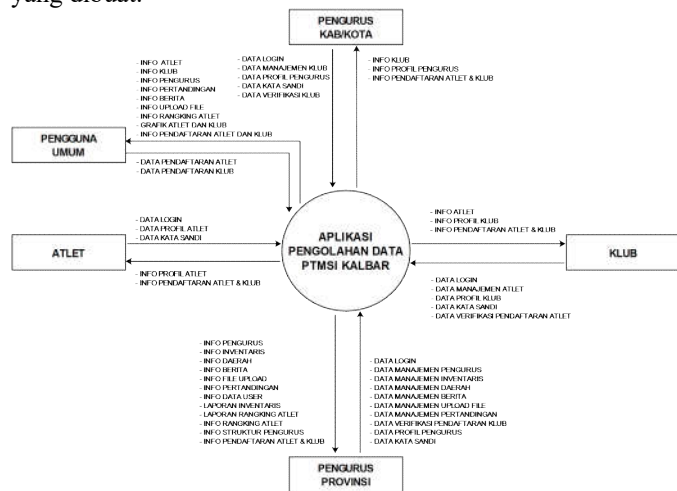 yang dibuat.
PENGURUS
KAB/KOTA
- INFO ATLET
- INFO KLUB
- INFO PENGURUS
- INFO PERTANDINGAN
- INFO BERITA
- INFO UPLOAD FILE
- INFO RANGKING ATLET
- GRAFIK ATLET DAN KLUB
- INFO PENDAFTARAN ATLET DAN KLUB
- DATA LOGIN
- DATA MANAJEMEN KLUB
- DATA PROFIL PENGURUS
- DATA KATA SANDI
- DATA VERIFIKASI KLUB
- INFO KLUB
- INFO PROFIL PENGURUS
- INFO PENDAFTARAN ATLET & KLUB
PENGGUNA
UMUM
- DATA PENDAFTARAN ATLET
- DATA PENDAFTARAN KLUB
- DATA LOGIN
- DATA PROFIL ATLET
- DATA KATA SANDI
ATLET
- INFO PROFIL ATLET
- INFO PENDAFTARAN ATLET & KLUB
APLIKASI
PENGOLAHAN DATA
PTMSI KALBAR
- INFO ATLET
- INFO PROFIL KLUB
- INFO PENDAFTARAN ATLET & KLUB
KLUB
- DATA LOGIN
- DATA MANAJEMEN ATLET
- DATA PROFIL KLUB
- DATA KATA SANDI
- DATA VERIFIKASI PENDAFTARAN ATLET
- INFO PENGURUS
- INFO INVENTARIS
- INFO DAERAH
- INFO BERITA
- INFO FILE UPLOAD
- INFO PERTANDINGAN
- INFO DATA USER
- LAPORAN INVENTARIS
- LAPORAN RANGKING ATLET
- INFO RANGKING ATLET
- INFO STRUKTUR PENGURUS
- INFO PENDAFTARAN ATLET & KLUB
- DATA LOGIN
- DATA MANAJEMEN PENGURUS
- DATA MANAJEMEN INVENTARIS
- DATA MANAJEMEN DAERAH
- DATA MANAJEMEN BERITA
- DATA MANAJEMEN UPLOAD FILE
- DATA MANAJEMEN PERTANDINGAN
- DATA VERIFIKASI PENDAFTARAN KLUB
- DATA PROFIL PENGURUS
- DATA KATA SANDI
PENGURUS
PROVINSI